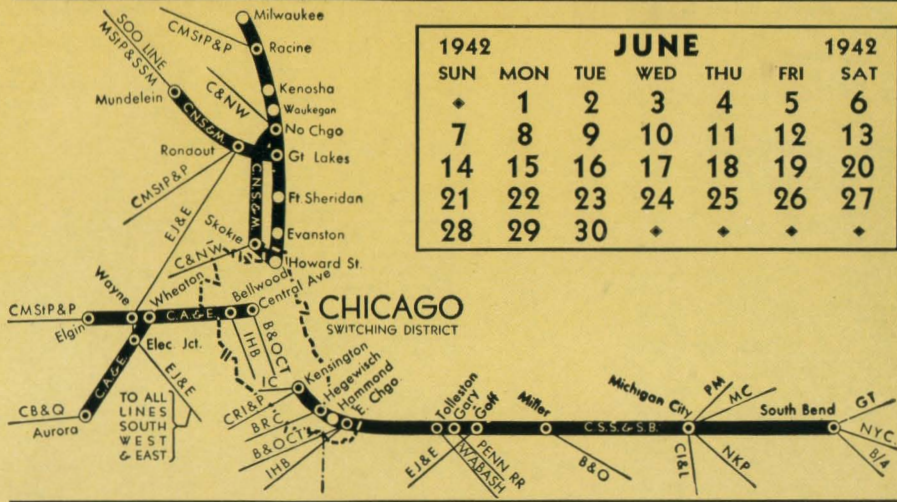 Milwaukee
CMStP&P
Racine
SOO LINE
MStP&SSM
Kenosha
C&NW
Waukegan
Mundelein
No Chgo
C.N.S.&M.
Rondout
Gt Lakes
CMStP&P
C.N.S.&M.
Ft. Sheridan
EJ&E
Skokie
Evanston
C&NW
Howard St.
1942 JUNE 1942
SUN MON TUE WED THU FRI SAT
1 2 3 4 5 6
7 8 9 10 11 12 13
14 15 16 17 18 19 20
21 22 23 24 25 26 27
28 29 30
Wayne
Wheaton
Bellwood
Central Ave
CMStP&P
C.A.&E.
Elgin
Elec. Jct.
IHB
B&OCT
C.A.&E.
EJ&E
CB&Q
Aurora
TO ALL
LINES
SOUTH
WEST
& EAST
CHICAGO
SWITCHING DISTRICT
IC
Kensington
Hegewisch
Hammond
E. Chgo.
CRI&P
BRC
B&OCT
IHB
Tolleston
Gary
Goff
Miller
C.S.S.& S.B.
EJ&E
WABASH
PENN RR
B&O
Michigan City
PM
MC
CI&L
NKP
South Bend
GT
NYC.
B/4